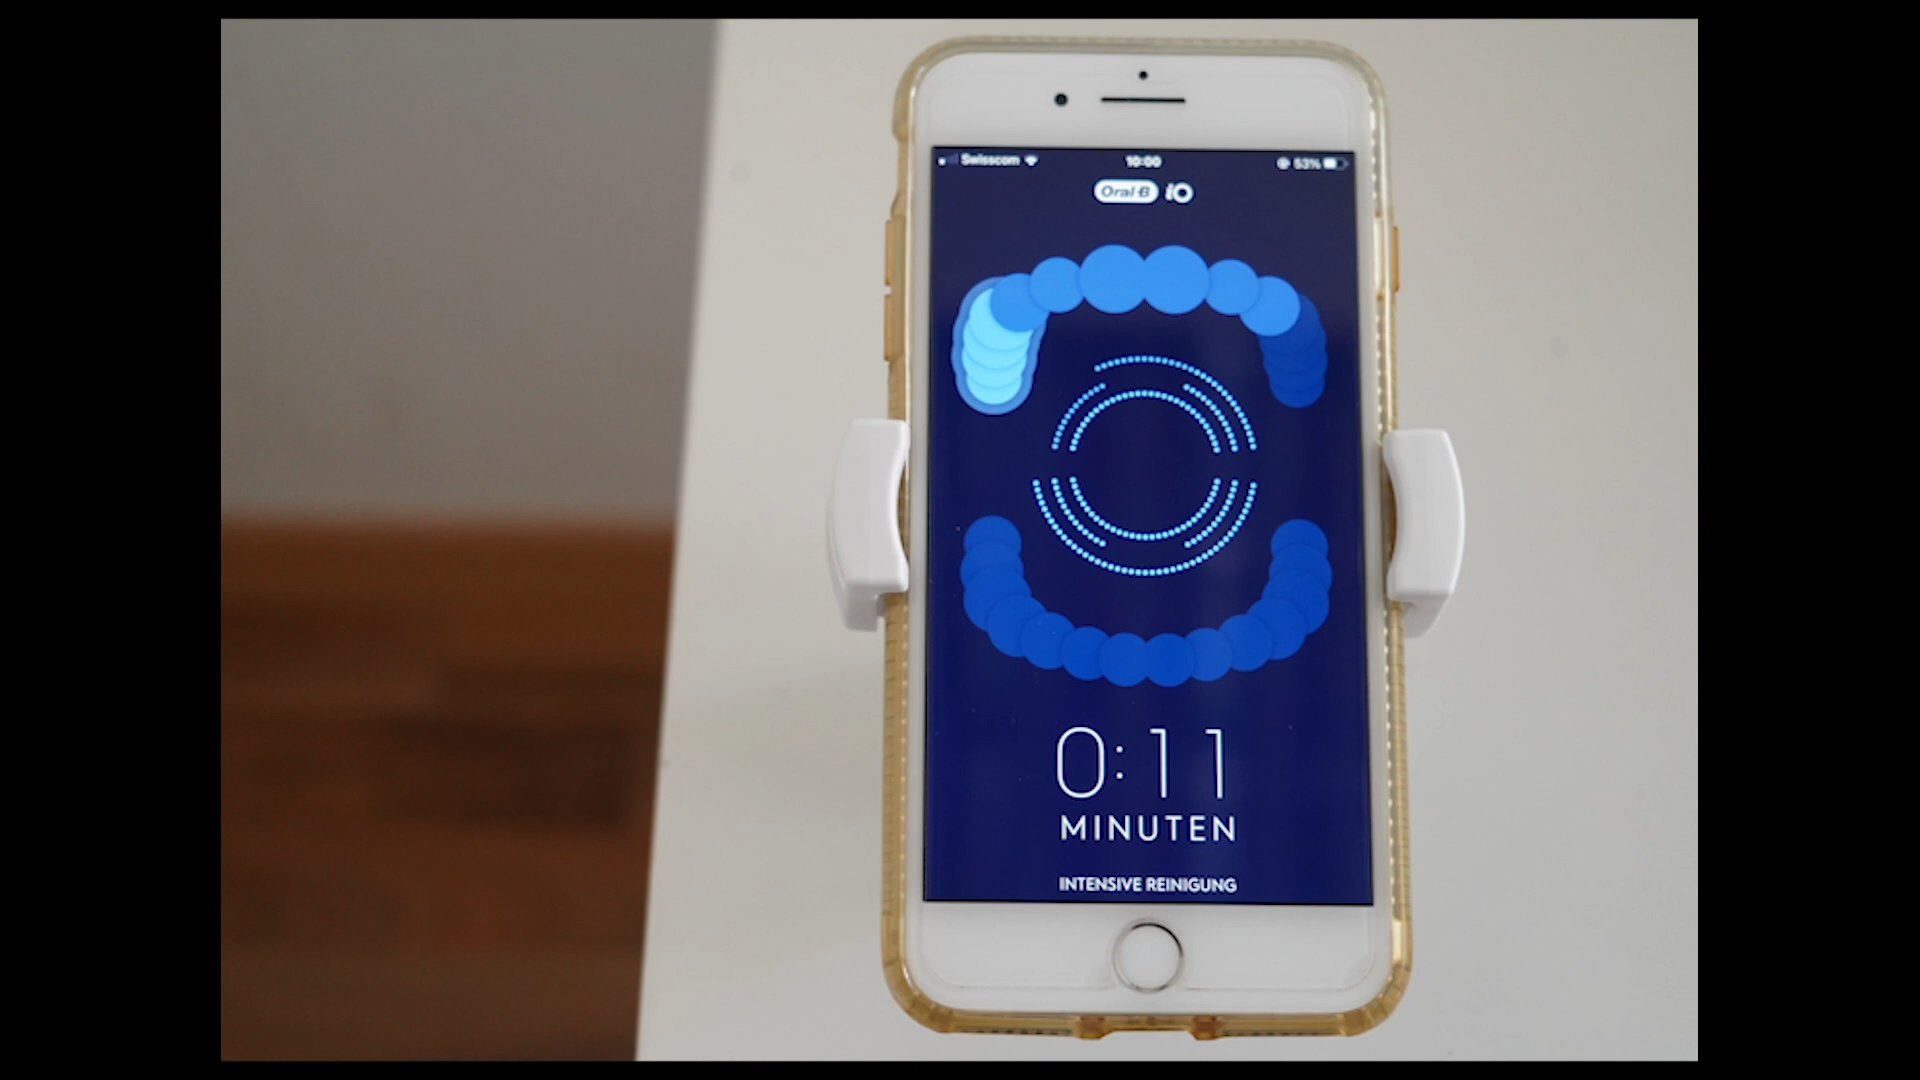 Swisscom 10:00 53%
Oral-B iO
0:11
MINUTEN
INTENSIVE REINIGUNG